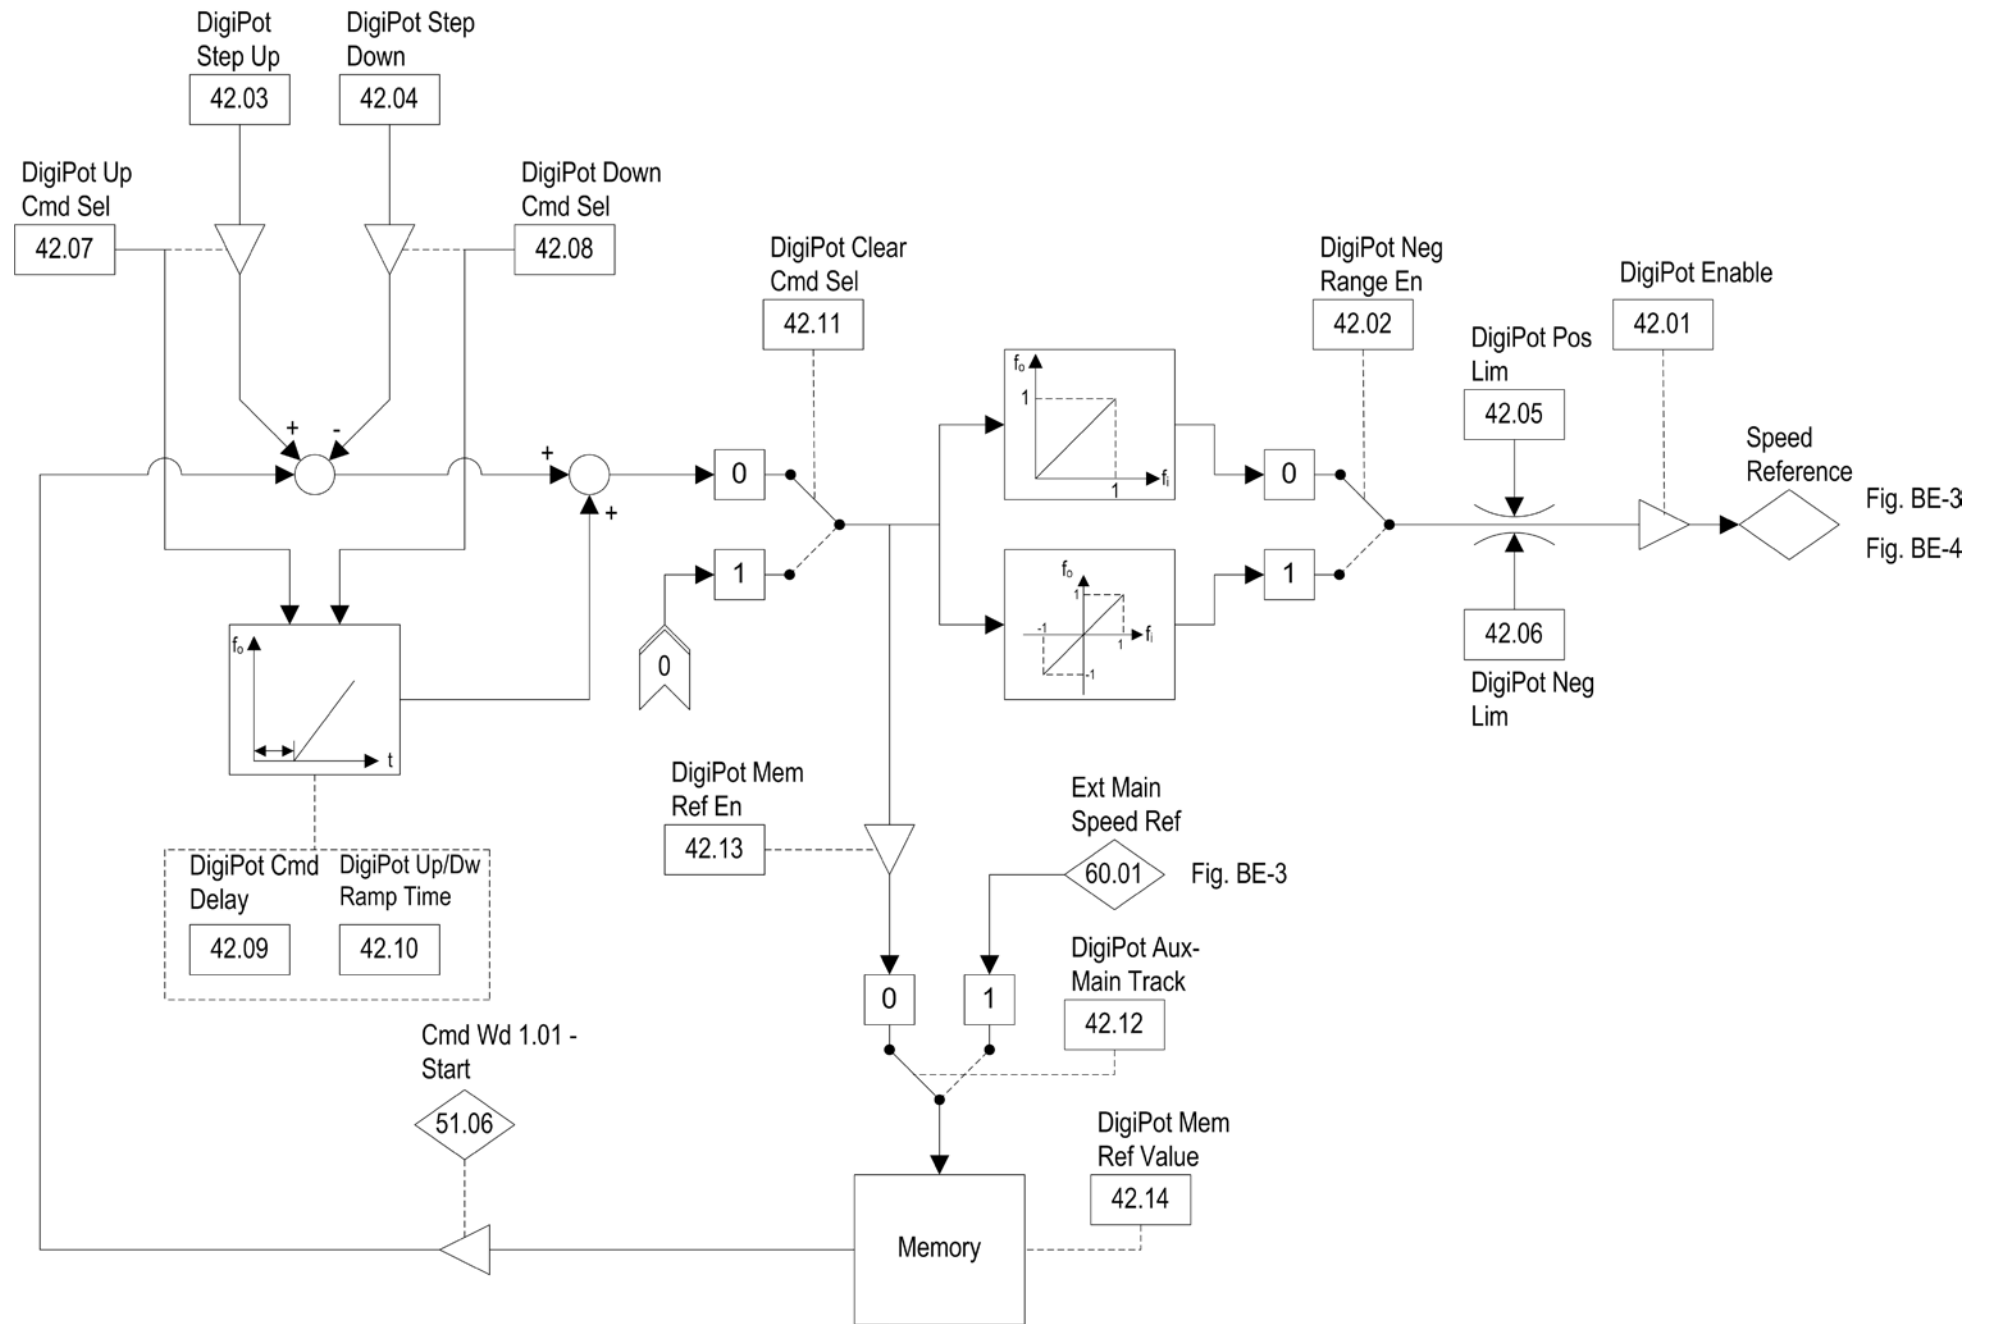 DigiPot
Step Up
42.03
DigiPot Step
Down
42.04
DigiPot Up
Cmd Sel
42.07
DigiPot Down
Cmd Sel
42.08
DigiPot Clear
Cmd Sel
42.11
DigiPot Neg
Range En
42.02
DigiPot Enable
42.01
DigiPot Pos
Lim
42.05
Speed
Reference
Fig. BE-3
Fig. BE-4
+
-
+
+
0
1
0
fo
1
1
fi
fo
1
-1
1
fi
-1
0
1
42.06
DigiPot Neg
Lim
fo
t
DigiPot Cmd
Delay
42.09
DigiPot Up/Dw
Ramp Time
42.10
DigiPot Mem
Ref En
42.13
Ext Main
Speed Ref
60.01
Fig. BE-3
0
1
DigiPot Aux-
Main Track
42.12
Cmd Wd 1.01 -
Start
51.06
DigiPot Mem
Ref Value
42.14
Memory